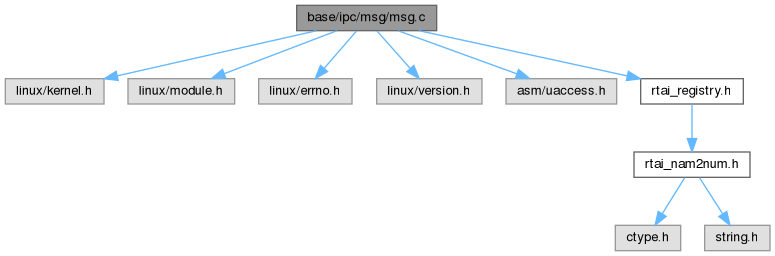 base/ipc/msg/msg.c
linux/kernel.h
linux/module.h
linux/errno.h
linux/version.h
asm/uaccess.h
rtai_registry.h
rtai_nam2num.h
ctype.h
string.h